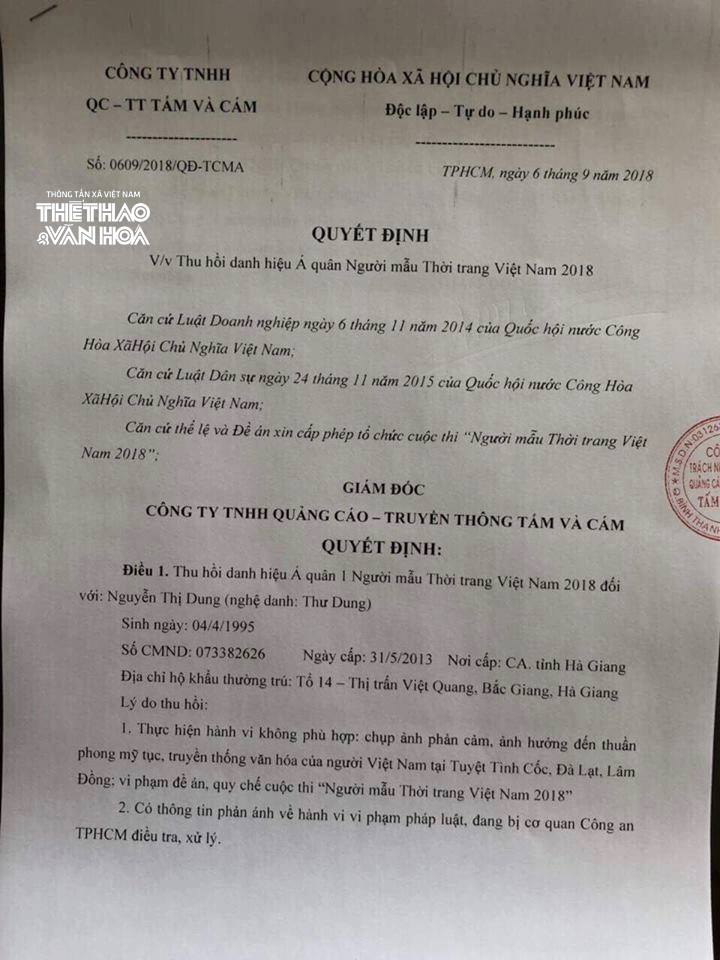 CÔNG TY TNHH
QC – TT TÁM VÀ CÁM
CỘNG HÒA XÃ HỘI CHỦ NGHĨA VIỆT NAM
Độc lập – Tự do – Hạnh phúc
Số: 0609/2018/QĐ-TCMA
TPHCM, ngày 6 tháng 9 năm 2018
THÔNG TẤN XÃ VIỆT NAM
THỂ THAO
& VĂN HOÁ
QUYẾT ĐỊNH
V/v Thu hồi danh hiệu Á quân Người mẫu Thời trang Việt Nam 2018
Căn cứ Luật Doanh nghiệp ngày 6 tháng 11 năm 2014 của Quốc hội nước Công
Hòa XãHội Chủ Nghĩa Việt Nam;
Căn cứ Luật Dân sự ngày 24 tháng 11 năm 2015 của Quốc hội nước Công Hòa
XãHội Chủ Nghĩa Việt Nam;
Căn cứ thể lệ và Đề án xin cấp phép tổ chức cuộc thi “Người mẫu Thời trang Việt
Nam 2018”;
M.S.D.N:0312
CÔ
TRÁCH N
QUẢNG CÁ
TẤM
BÌNH THẠNH
GIÁM ĐÓC
CÔNG TY TNHH QUẢNG CÁO – TRUYỀN THÔNG TÁM VÀ CÁM
QUYẾT ĐỊNH:
Điều 1. Thu hồi danh hiệu Á quân 1 Người mẫu Thời trang Việt Nam 2018 đối
với: Nguyễn Thị Dung (nghệ danh: Thư Dung)
Sinh ngày: 04/4/1995
Số CMND: 073382626 Ngày cấp: 31/5/2013 Nơi cấp: CA. tỉnh Hà Giang
Địa chỉ hộ khẩu thường trú: Tổ 14 – Thị trấn Việt Quang, Bắc Giang, Hà Giang
Lý do thu hồi:
1. Thực hiện hành vi không phù hợp: chụp ảnh phản cảm, ảnh hưởng đến thuần
phong mỹ tục, truyền thống văn hóa của người Việt Nam tại Tuyệt Tình Cốc, Đà Lạt, Lâm
Đồng; vi phạm đề án, quy chế cuộc thi “Người mẫu Thời trang Việt Nam 2018”
2. Có thông tin phản ánh về hành vi vi phạm pháp luật, đang bị cơ quan Công an
TPHCM điều tra, xử lý.